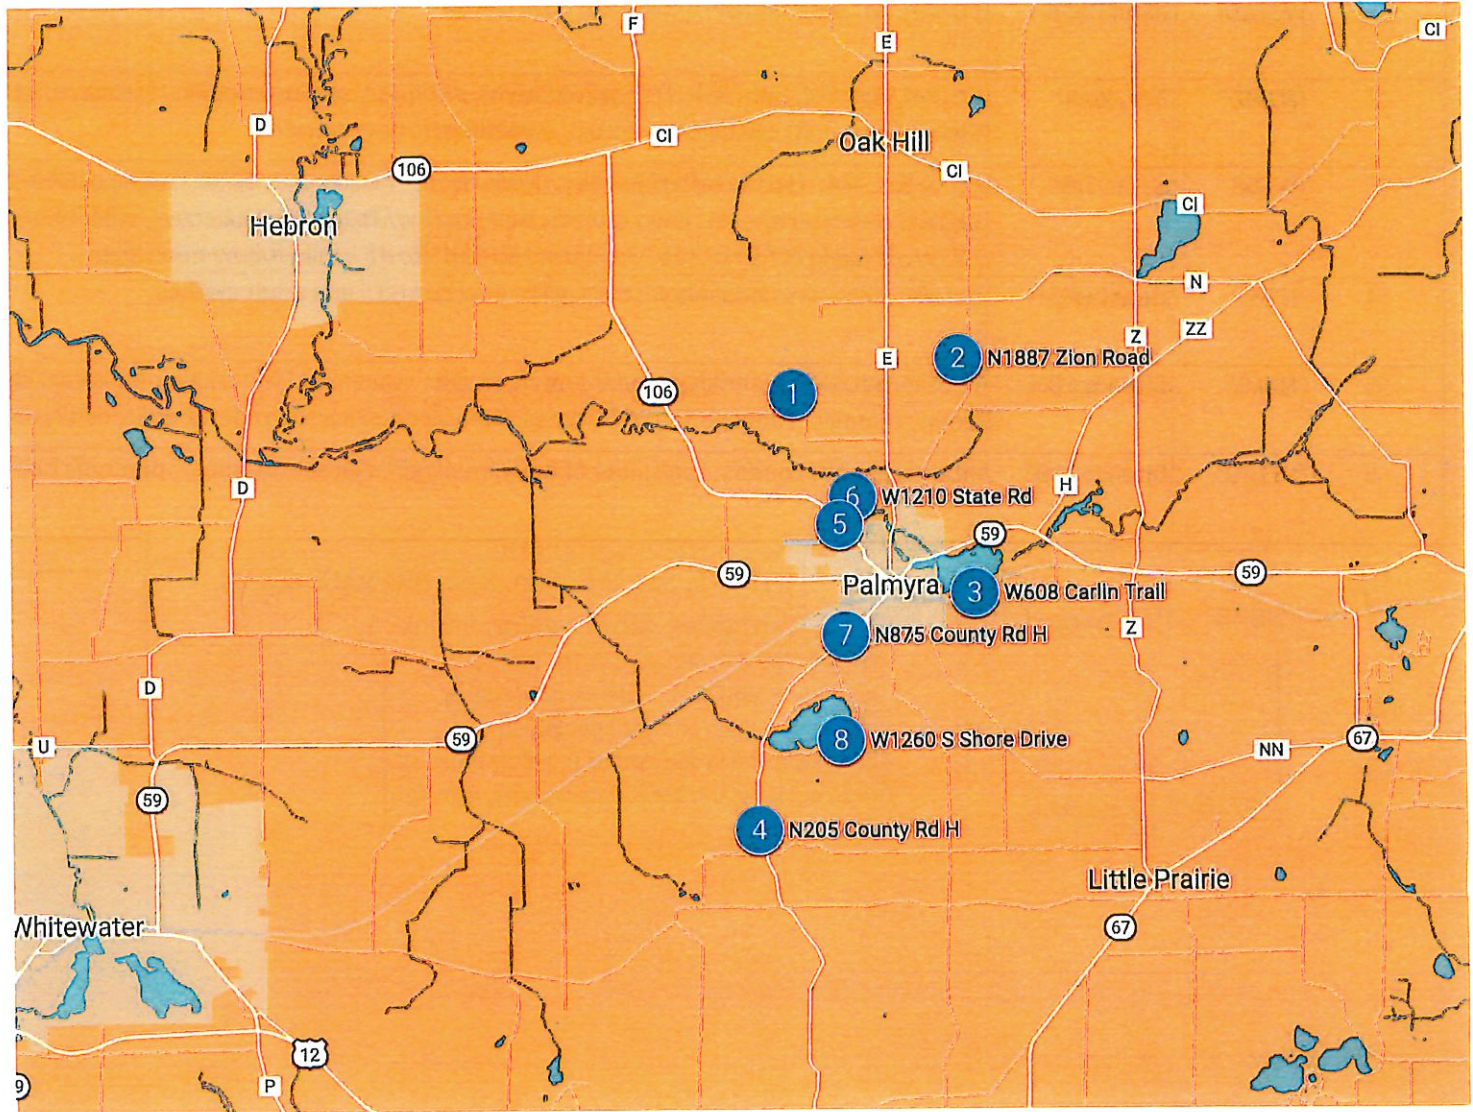 F
E
CI
D
CI
Oak Hill
106
CI
CI
Hebron
N
ZZ
Z
E
2 N1887 Zion Road
106
1
D
H
6 W1210 State Rd
5
59
59
59
Palmyra
3 W608 Carlin Trail
7 N875 County Rd H
Z
D
59
8 W1260 S Shore Drive
67
U
NN
59
4 N205 County Rd H
Little Prairie
Whitewater
67
12
9
P